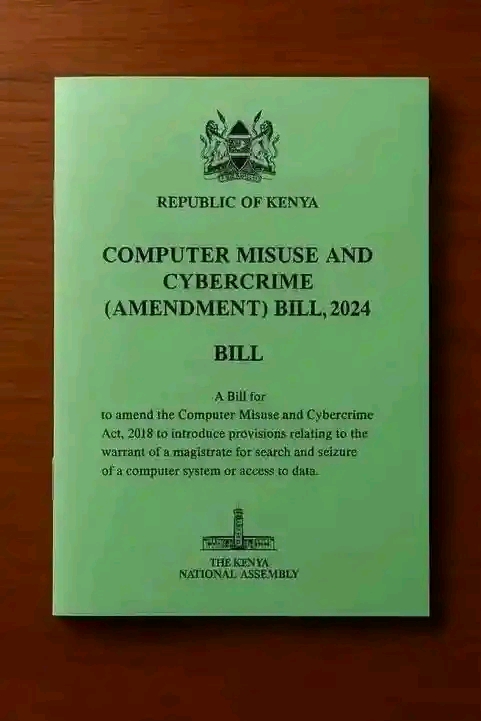 REPUBLIC OF KENYA
COMPUTER MISUSE AND
CYBERCRIME
(AMENDMENT) BILL, 2024
BILL
A Bill for
to amend the Computer Misuse and Cybercrime
Act, 2018 to introduce provisions relating to the
warrant of a magistrate for search and seizure
of a computer system or access to data.
THE KENYA
NATIONAL ASSEMBLY